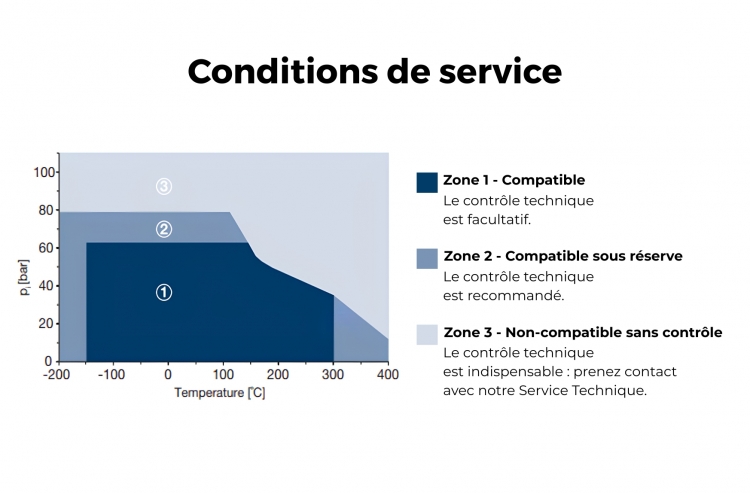 Conditions de service
100
80
60
40
20
0
p_i [bar]
③
②
①
-200 -100 0 100 200 300 400
Temperature [°C]
Zone 1 - Compatible
Le contrôle technique
est facultatif.
Zone 2 - Compatible sous réserve
Le contrôle technique
est recommandé.
Zone 3 - Non-compatible sans contrôle
Le contrôle technique
est indispensable : prenez contact
avec notre Service Technique.